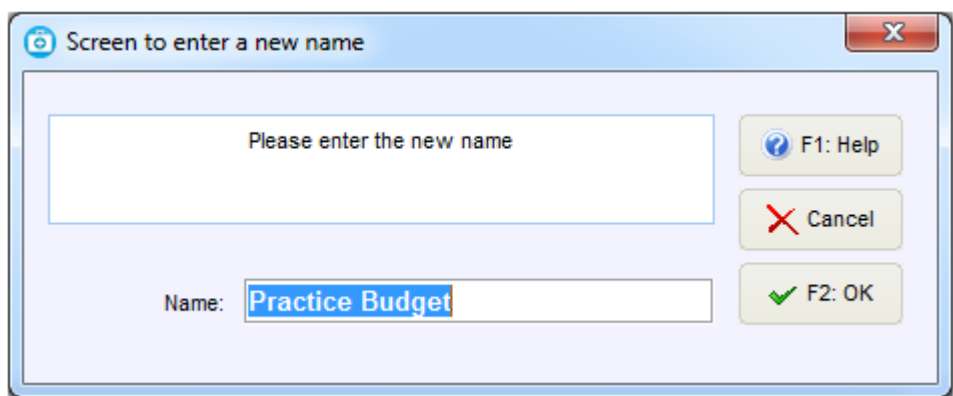 Screen to enter a new name
Please enter the new name
F1: Help
Cancel
Name: Practice Budget
F2: OK